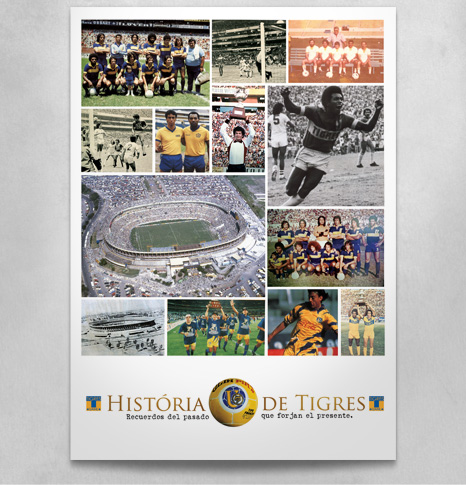 HISTÓRIA DE TIGRES
Recuerdos del pasado que forjan el presente.